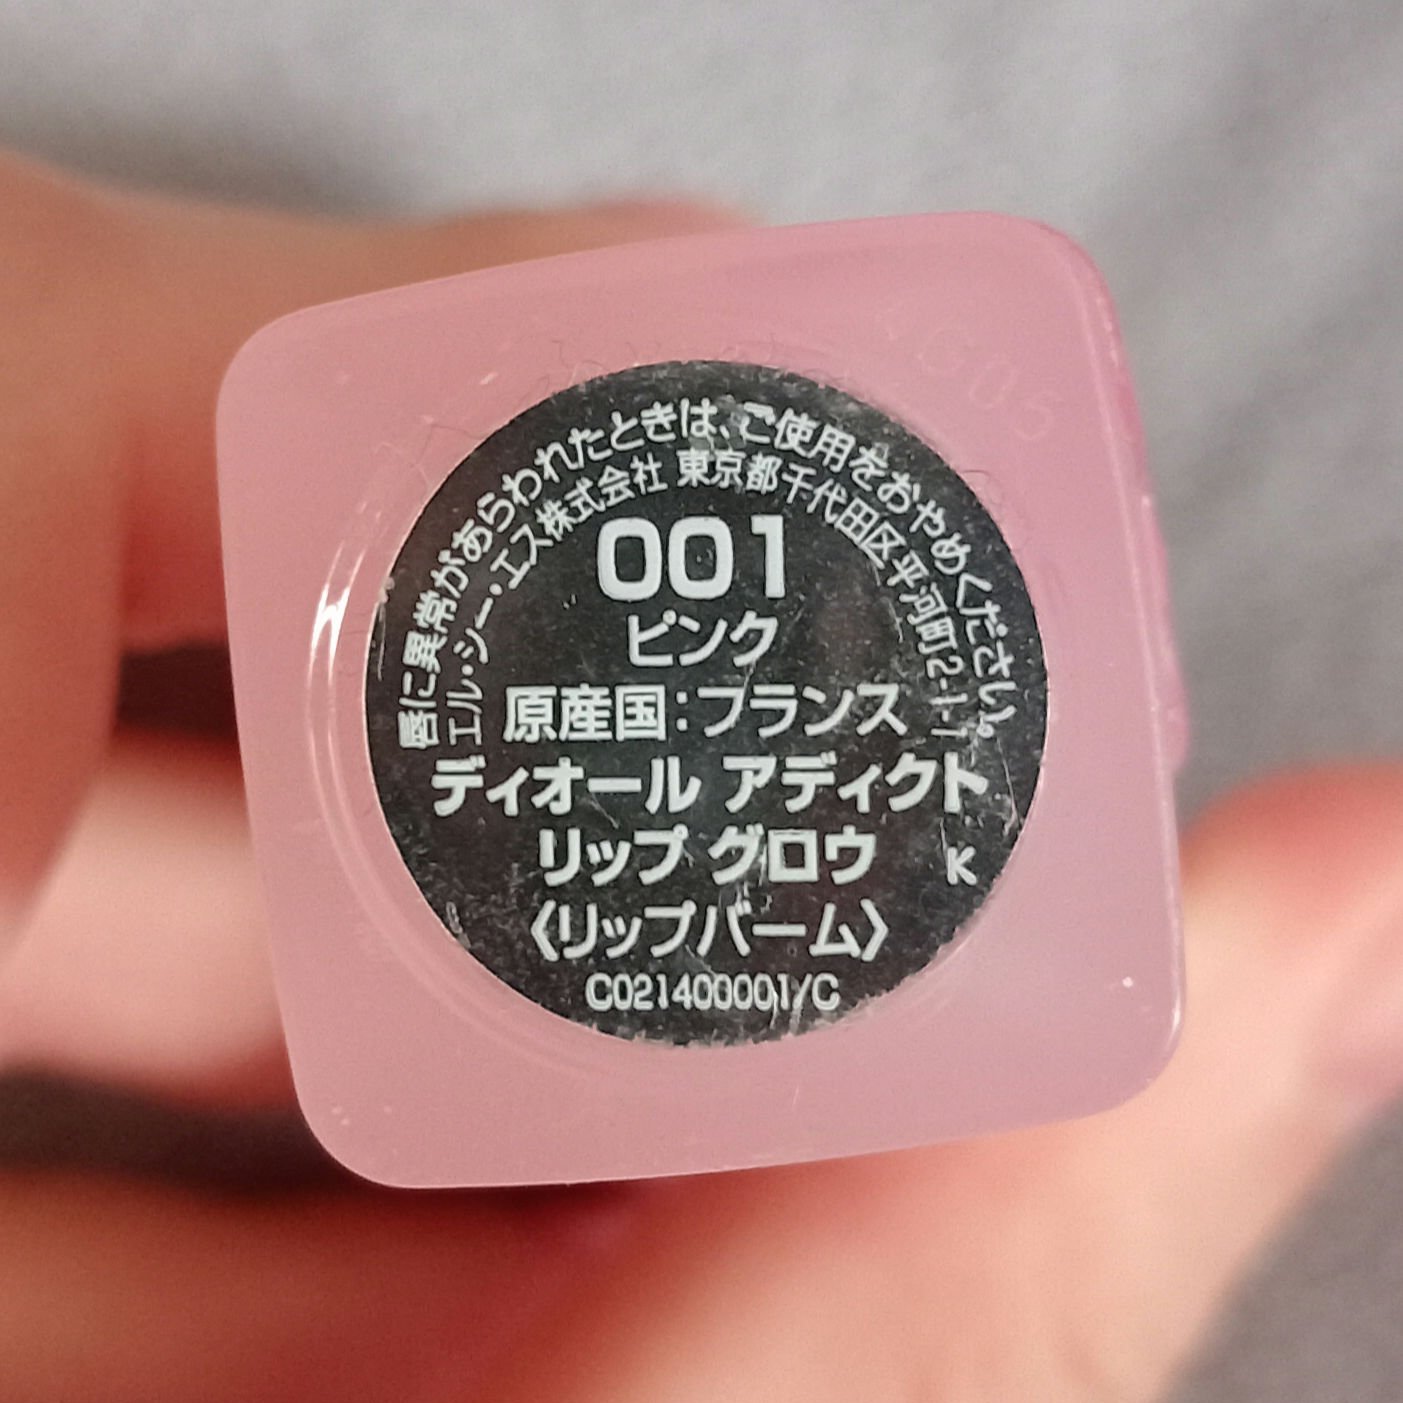 唇に異常があらわれたときは、ご使用をおやめください。
エル・シー・エス株式会社 東京都千代田区平河町2-1-1
001
ピンク
原産国:フランス
ディオール アディクト
リップ グロウ
K
〈リップバーム〉
C021400001/C